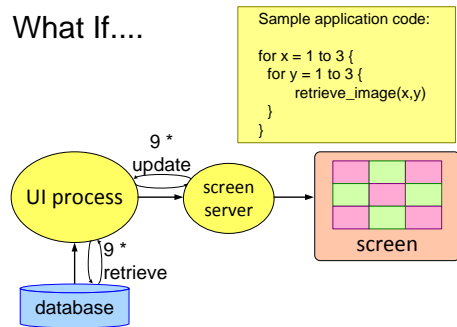 What If....
Sample application code:
for x = 1 to 3 {
for y = 1 to 3 {
retrieve_image(x,y)
}
}
9 *
update
UI process
screen
server
screen
9 *
retrieve
database